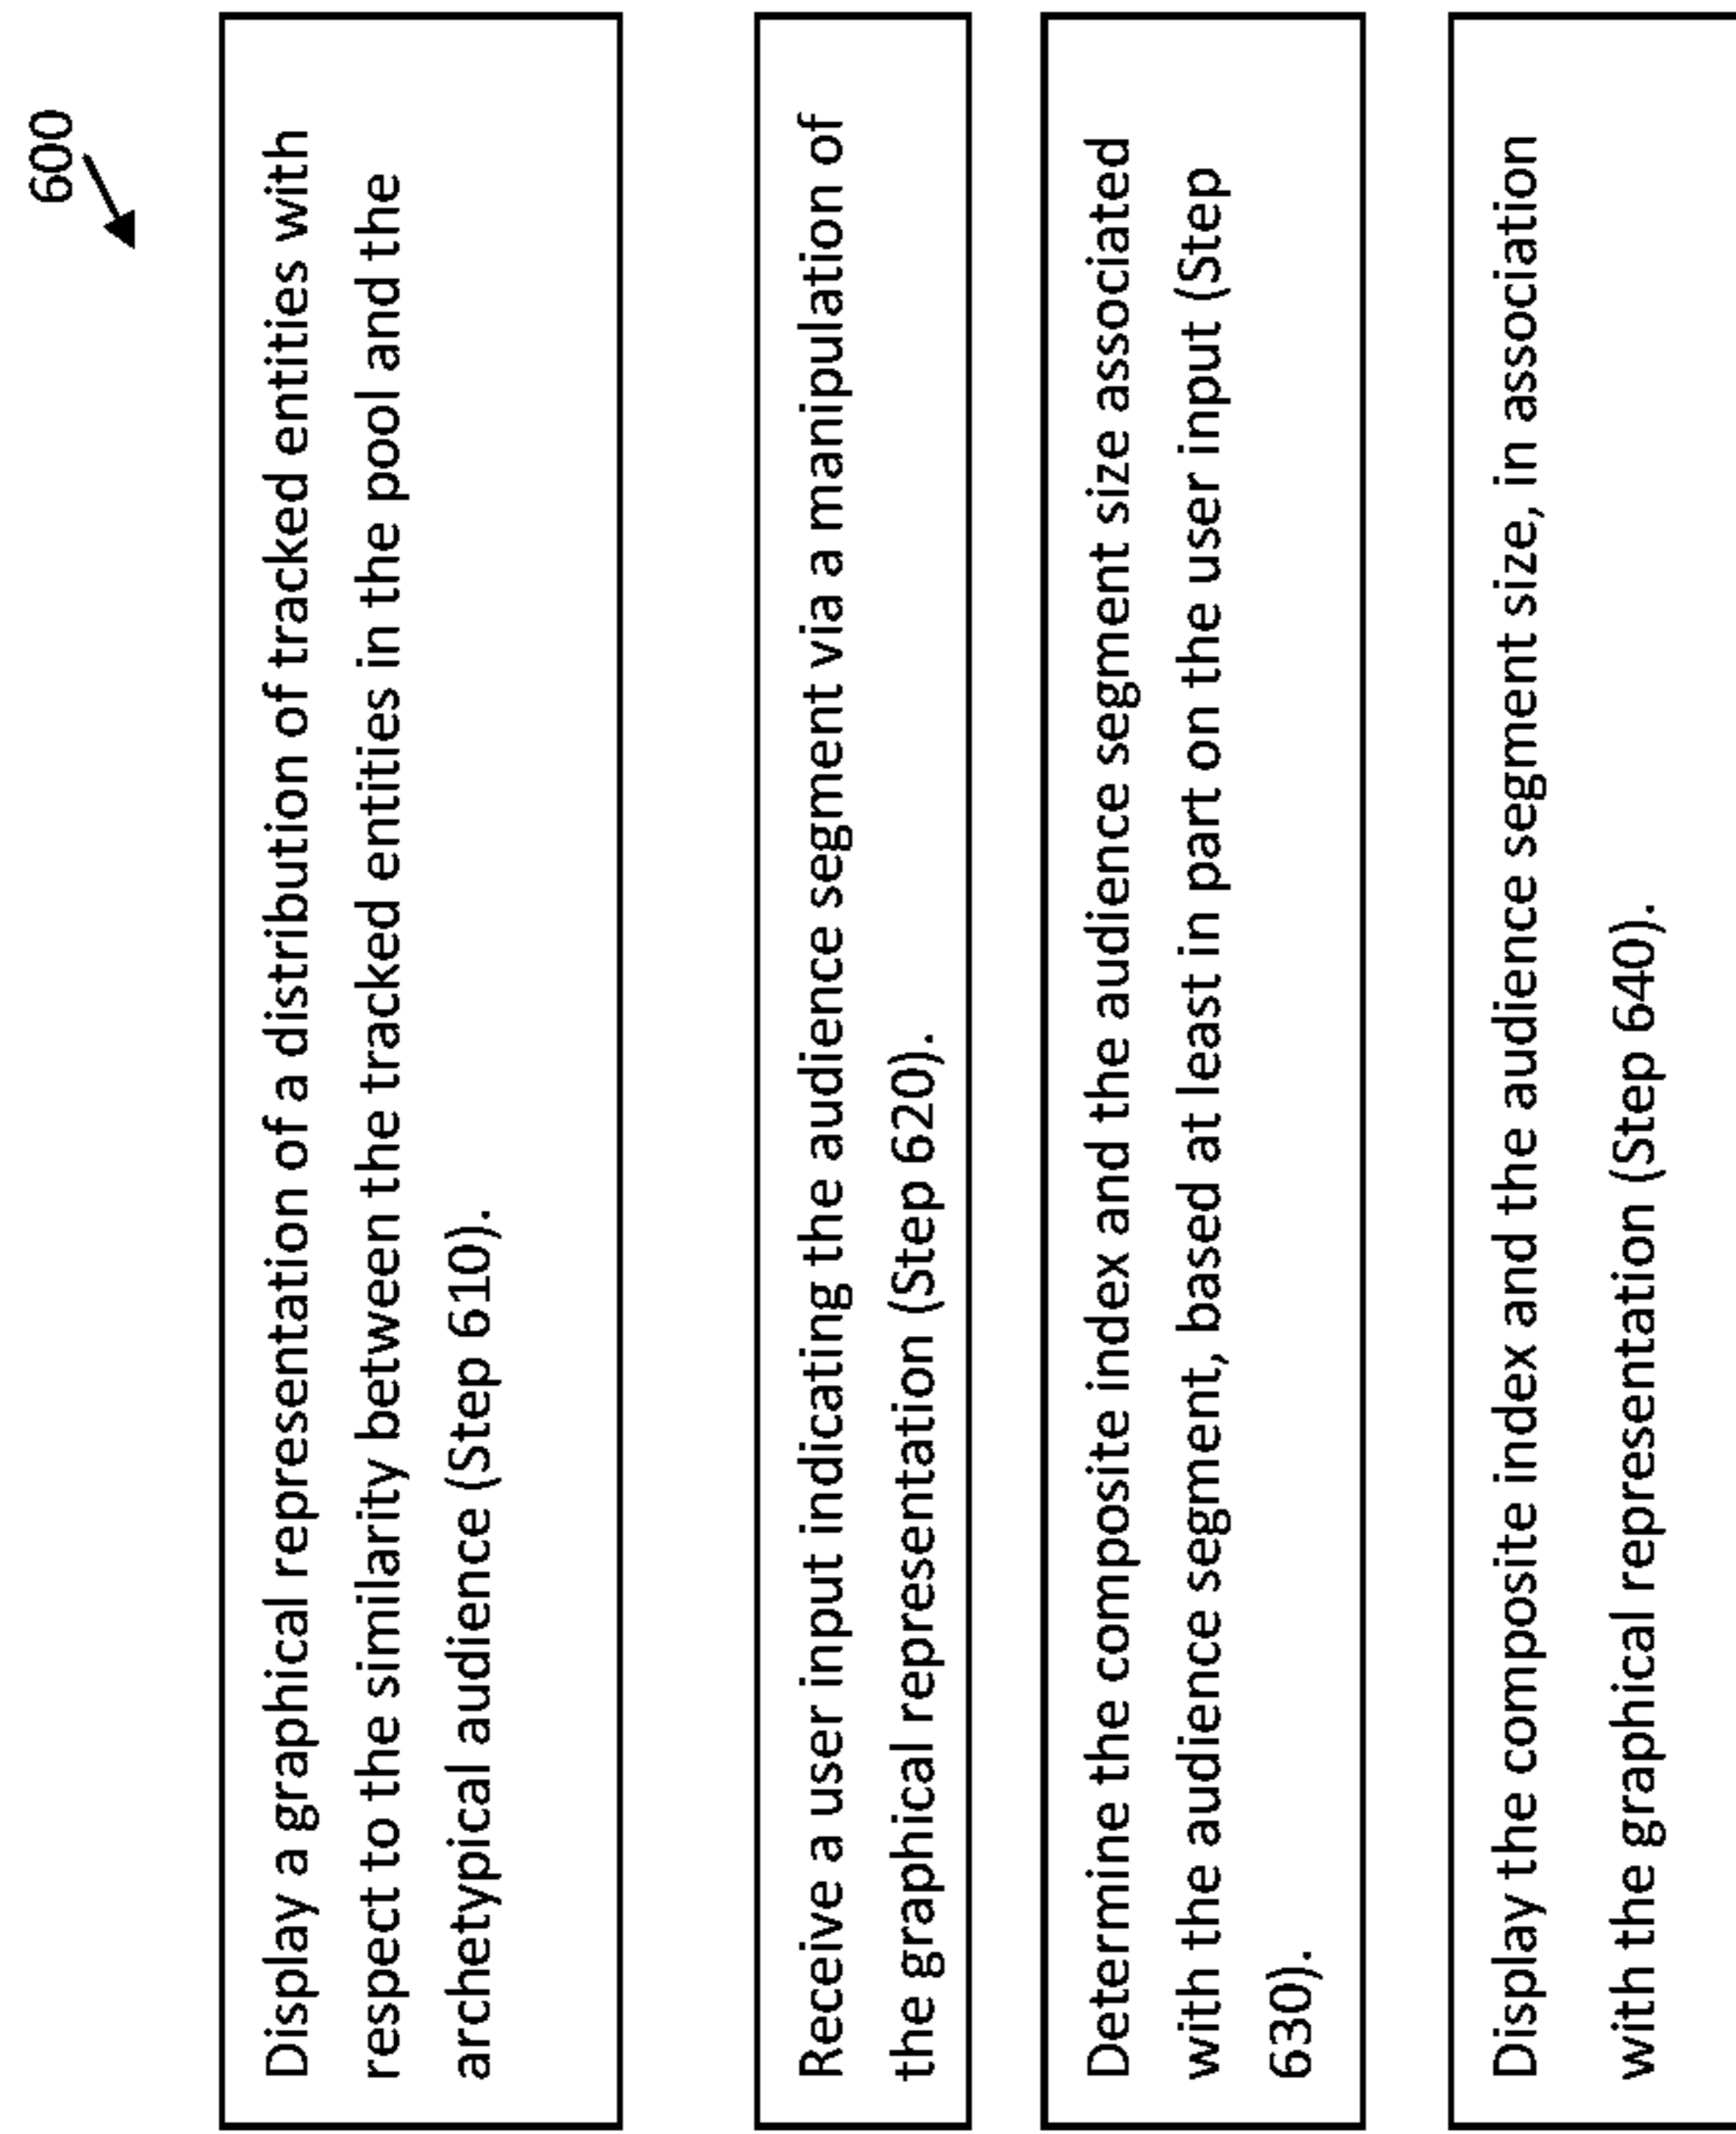 600
Display a graphical representation of a distribution of tracked entities with
respect to the similarity between the tracked entities in the pool and the
archetypical audience (Step 610).
Receive a user input indicating the audience segment via a manipulation of
the graphical representation (Step 620).
Determine the composite index and the audience segment size associated
with the audience segment, based at least in part on the user input (Step
630).
Display the composite index and the audience segment size, in association
with the graphical representation (Step 640).